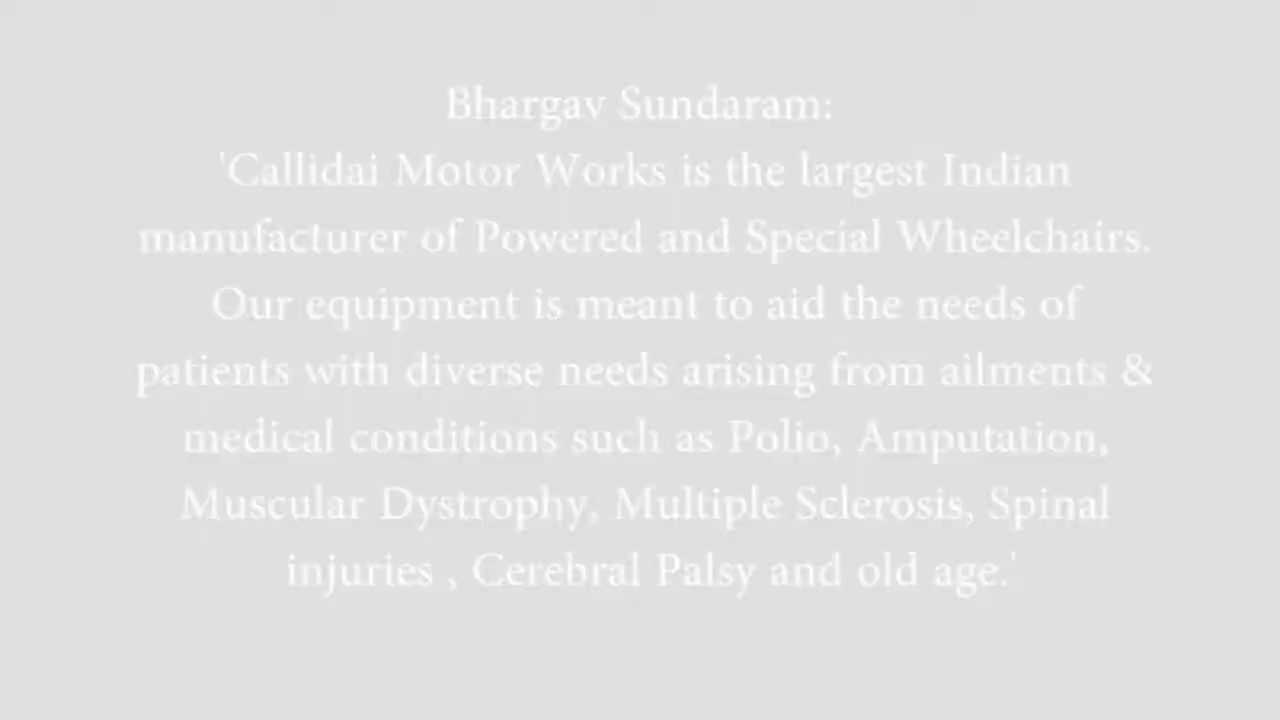 Bhargav Sundaram:
'Callidai Motor Works is the largest Indian
manufacturer of Powered and Special Wheelchairs.
Our equipment is meant to aid the needs of
patients with diverse needs arising from ailments &
medical conditions such as Polio, Amputation,
Muscular Dystrophy, Multiple Sclerosis, Spinal
injuries , Cerebral Palsy and old age.'